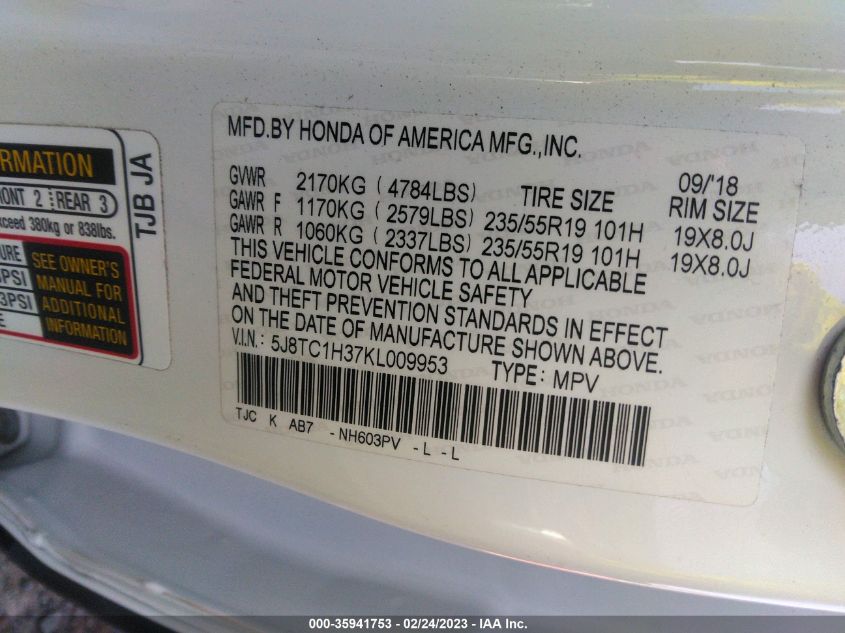 RMATION
FRONT 2 REAR 3
exceed 380kg or 838lbs.
SEE OWNER'S
MANUAL FOR
ADDITIONAL
INFORMATION
TJB JA
MFD.BY HONDA OF AMERICA MFG.,INC.
GVWR 2170KG (4784LBS) TIRE SIZE 09/'18 RIM SIZE
GAWR F 1170KG (2579LBS) 235/55R19 101H 19X8.0J
GAWR R 1060KG (2337LBS) 235/55R19 101H 19X8.0J
THIS VEHICLE CONFORMS TO ALL APPLICABLE
FEDERAL MOTOR VEHICLE SAFETY
AND THEFT PREVENTION STANDARDS IN EFFECT
ON THE DATE OF MANUFACTURE SHOWN ABOVE.
V.I.N.: 5J8TC1H37KL009953 TYPE: MPV
TJC K AB7 -NH603PV -L -L
000-35941753 - 02/24/2023 - IAA Inc.